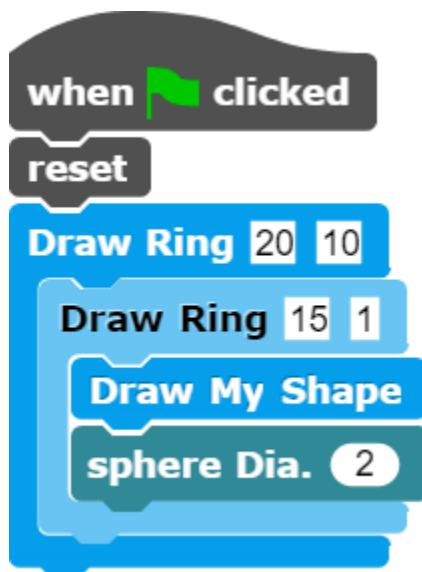 when clicked
reset
Draw Ring 20 10
Draw Ring 15 1
Draw My Shape
sphere Dia. 2